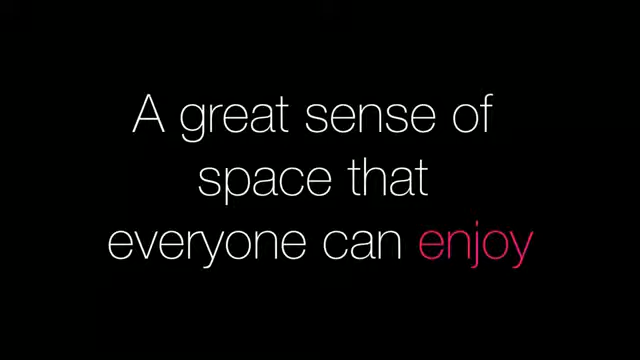 A great sense of
space that
everyone can enjoy